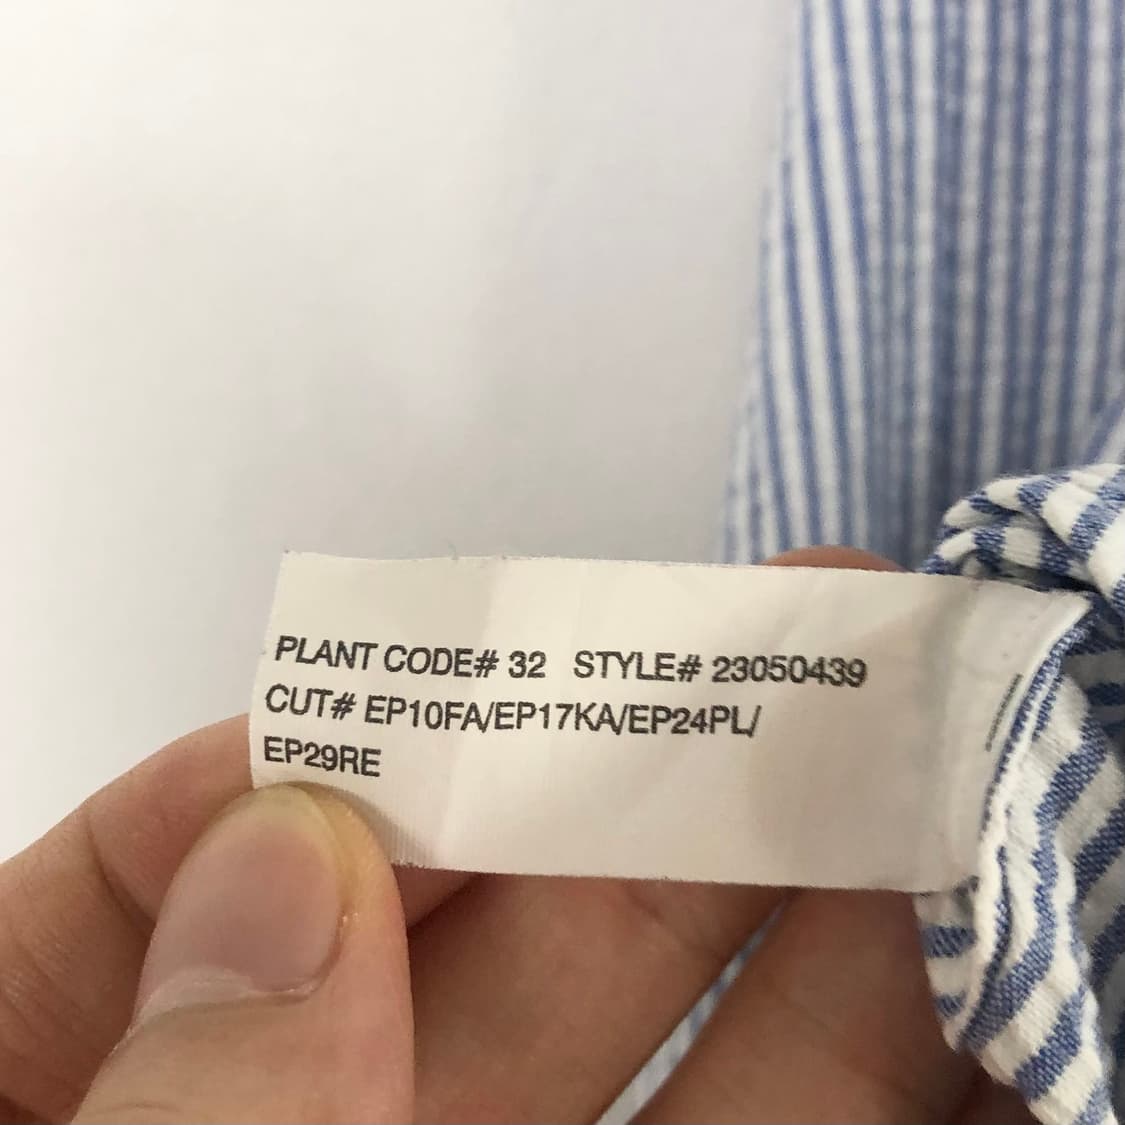 PLANT CODE# 32 STYLE# 23050439
CUT# EP10FA/EP17KA/EP24PL/
EP29RE